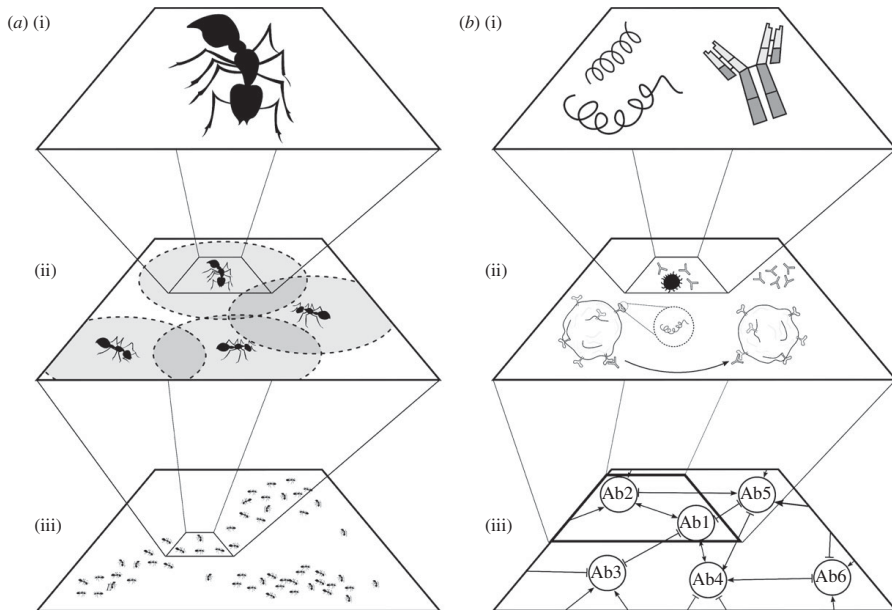 (a) (i)
(ii)
(iii)
(b) (i)
(ii)
(iii)
Ab2
Ab5
Ab1
Ab3
Ab4
Ab6